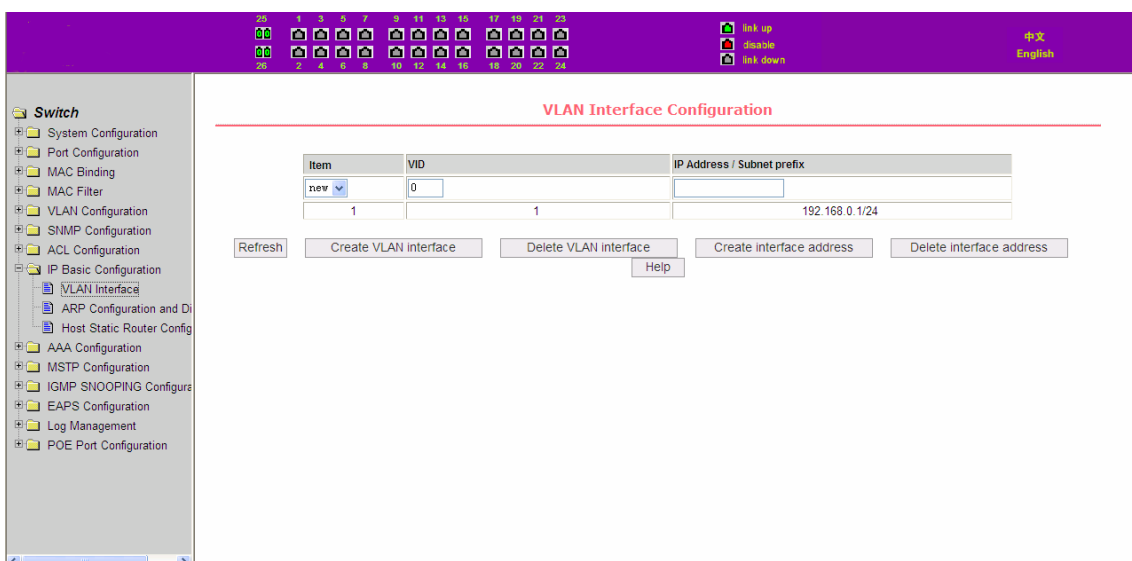 25 1 3 5 7 9 11 13 15 17 19 21 23
26 2 4 6 8 10 12 14 16 18 20 22 24
link up
disable
link down
中文
English
Switch
System Configuration
Port Configuration
MAC Binding
MAC Filter
VLAN Configuration
SNMP Configuration
ACL Configuration
IP Basic Configuration
VLAN Interface
ARP Configuration and Di
Host Static Router Config
AAA Configuration
MSTP Configuration
IGMP SNOOPING Configura
EAPS Configuration
Log Management
POE Port Configuration
VLAN Interface Configuration
Item VID IP Address / Subnet prefix
new 0
1 1 192.168.0.1/24
Refresh Create VLAN interface Delete VLAN interface Create interface address Delete interface address
Help